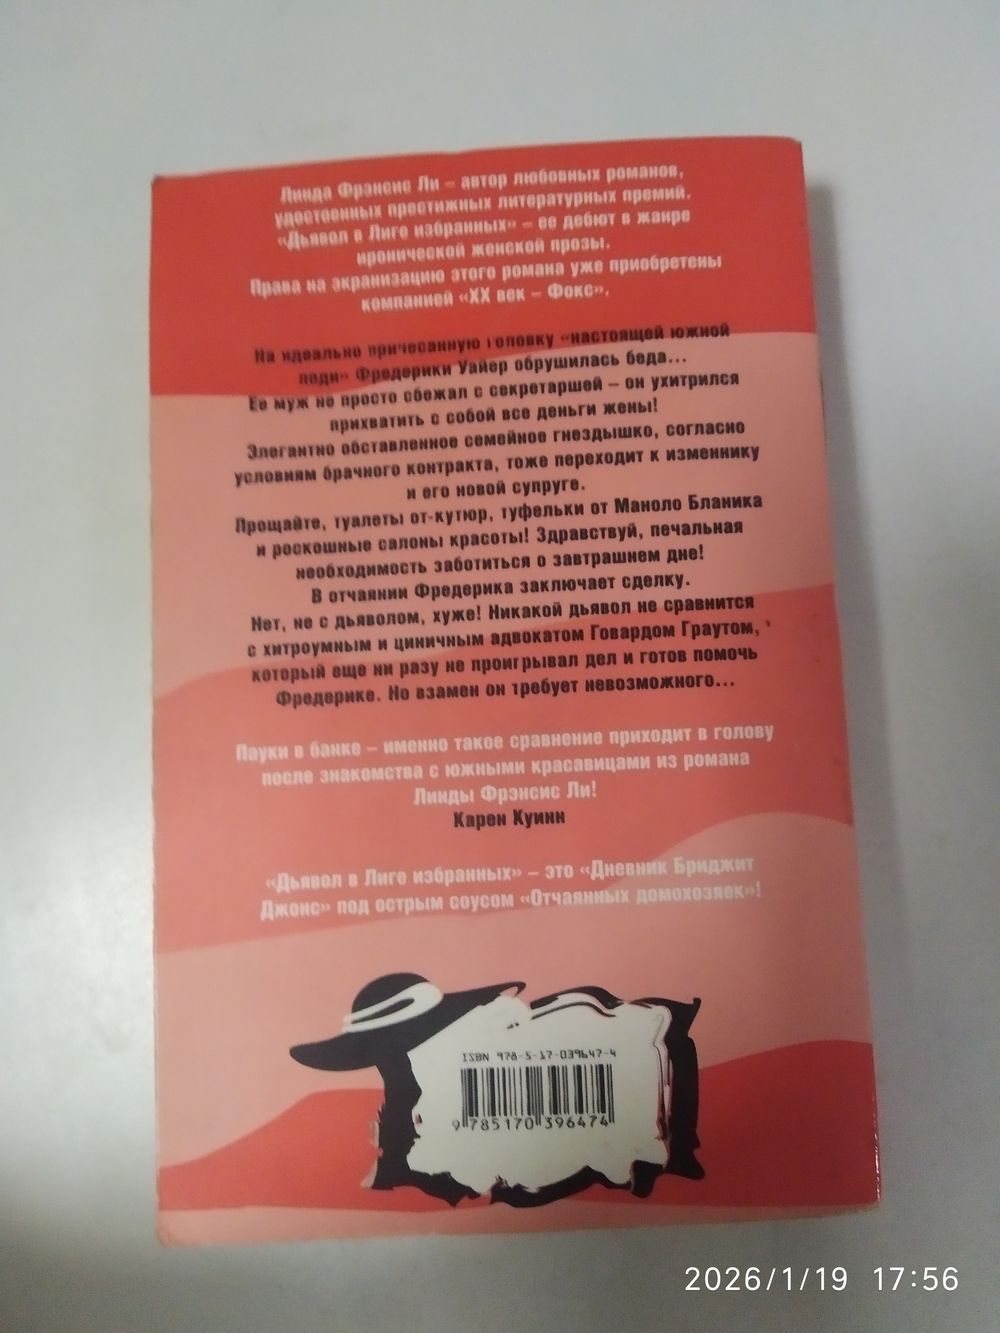 Линда Фрэнсис Ли – автор любовных романов,
удостоенных престижных литературных премий.
«Дьявол в Лиге избранных» – ее дебют в жанре
иронической женской прозы.
Права на экранизацию этого романа уже приобретены
компанией «XX век – Фокс».
На идеально причесанную головку «настоящей южной
леди» Фредерики Уайер обрушилась беда...
Ее муж не просто сбежал с секретаршей – он ухитрился
прихватить с собой все деньги жены!
Элегантно обставленное семейное гнездышко, согласно
условиям брачного контракта, тоже переходит к изменнику
и его новой супруге.
Прощайте, туалеты от-кутюр, туфельки от Маноло Бланика
и роскошные салоны красоты! Здравствуй, печальная
необходимость заботиться о завтрашнем дне!
В отчаянии Фредерика заключает сделку.
Нет, не с дьяволом, хуже! Никакой дьявол не сравнится
с хитроумным и циничным адвокатом Говардом Граутом,
который еще ни разу не проигрывал дел и готов помочь
Фредерике. Но взамен он требует невозможного...
Пауки в банке – именно такое сравнение приходит в голову
после знакомства с южными красавицами из романа
Линды Фрэнсис Ли!
Карен Куинн
«Дьявол в Лиге избранных» – это «Дневник Бриджит
Джонс» под острым соусом «Отчаянных домохозяек»!
ISBN 978-5-17-039647-4
9 785170 396474
2026/1/19 17:56